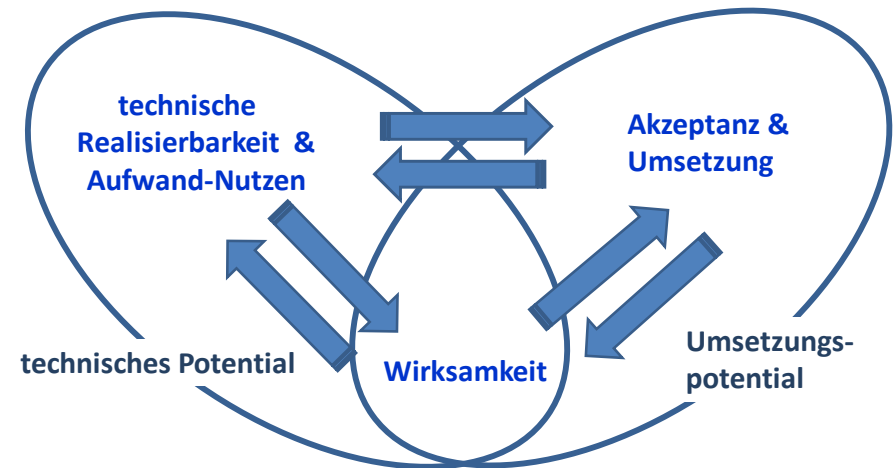 technische
Realisierbarkeit &
Aufwand-Nutzen
Akzeptanz &
Umsetzung
technisches Potential
Wirksamkeit
Umsetzungs-
potential